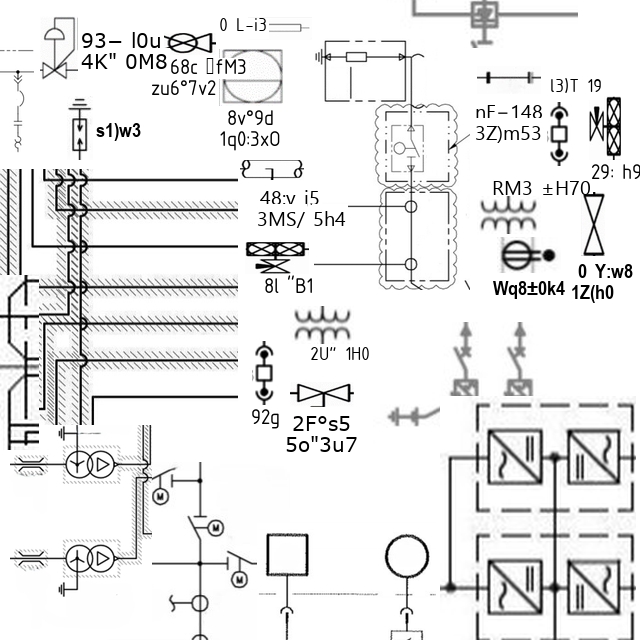 0 L-i3
93– l0u
4K" 0M8
68c fM3
zu6°7v2
8v°9d
1q0:3xO
s1)w3
l3)T 19
nF–148
3Z)m53
29: h9
RM3 ±H70.
48:v i5
3MS/ 5h4
8l "B1
Wq8±0k4
0 Y:w8
1Z(h0
2U" 1H0
92g
2F°s5
5o"3u7
M
M
M